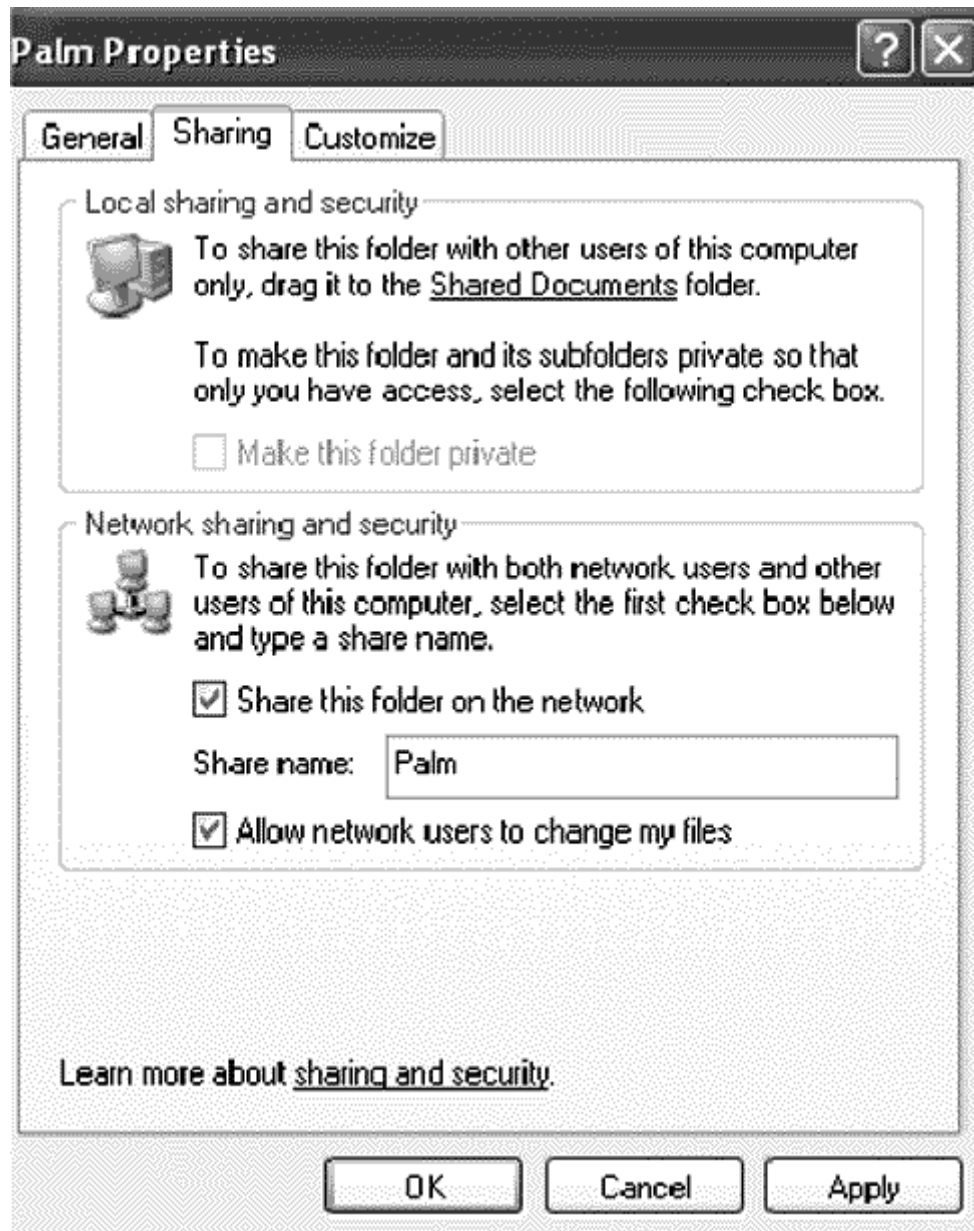 Palm Properties
General Sharing Customize
Local sharing and security
To share this folder with other users of this computer
only, drag it to the Shared Documents folder.
To make this folder and its subfolders private so that
only you have access, select the following check box.
Make this folder private
Network sharing and security
To share this folder with both network users and other
users of this computer, select the first check box below
and type a share name.
Share this folder on the network
Share name: Palm
Allow network users to change my files
Learn more about sharing and security.
OK Cancel Apply